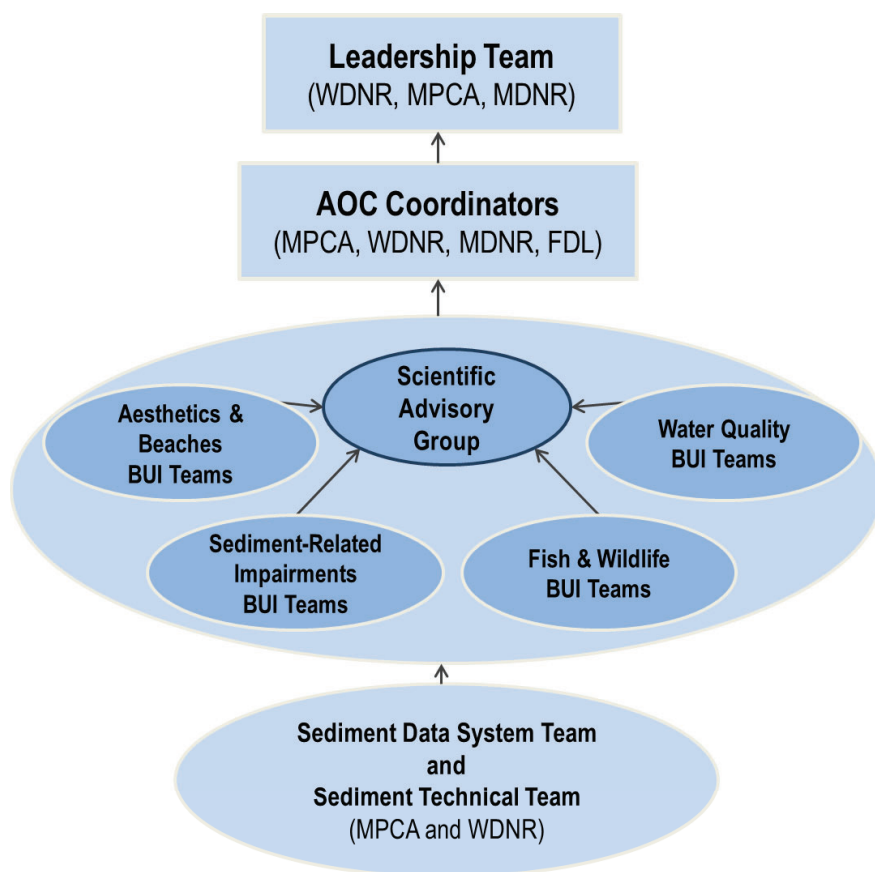 Leadership Team
(WDNR, MPCA, MDNR)
AOC Coordinators
(MPCA, WDNR, MDNR, FDL)
Scientific
Advisory
Group
Aesthetics &
Beaches
BUI Teams
Water Quality
BUI Teams
Sediment-Related
Impairments
BUI Teams
Fish & Wildlife
BUI Teams
Sediment Data System Team
and
Sediment Technical Team
(MPCA and WDNR)